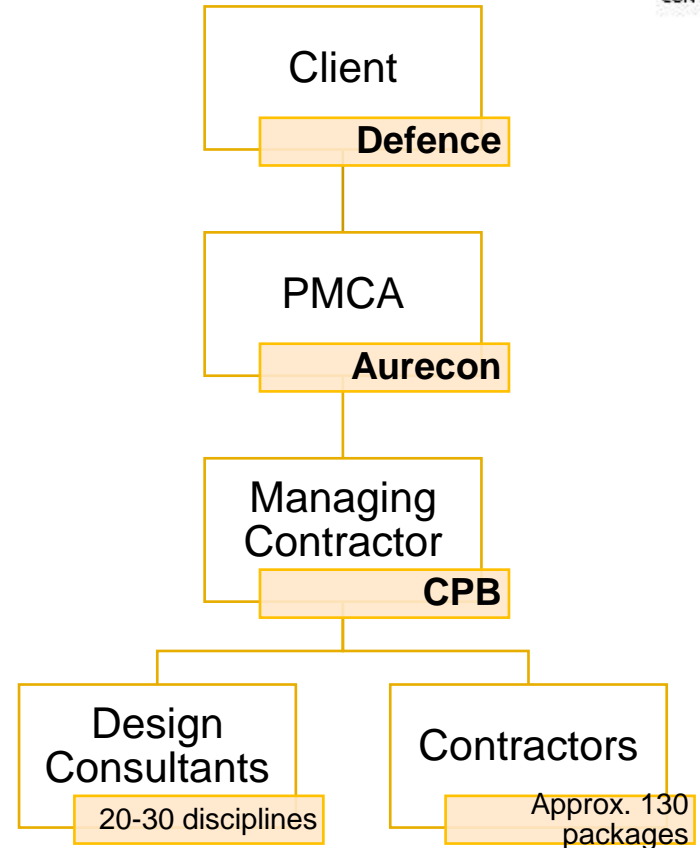 Client
Defence
PMCA
Aurecon
Managing
Contractor
CPB
Design
Consultants
20-30 disciplines
Contractors
Approx. 130
packages